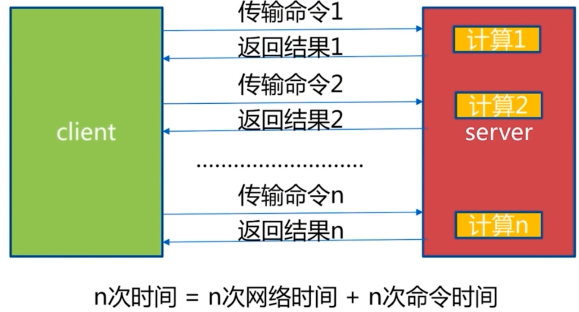 传输命令1
计算1
返回结果1
传输命令2
计算2
client
返回结果2
server
...........................
传输命令n
计算n
返回结果n
n次时间 = n次网络时间 + n次命令时间